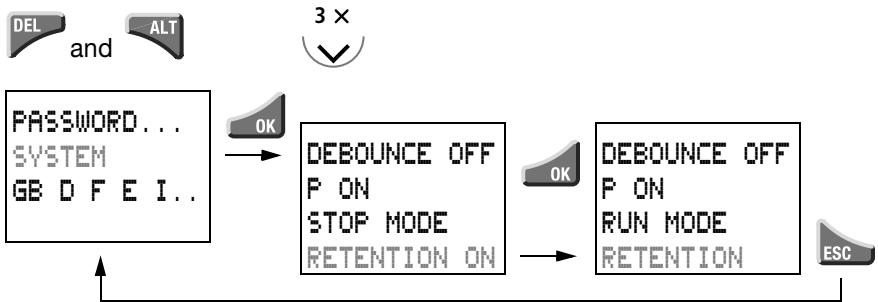 DEL
and
ALT
3 ×
PASSWORD...
SYSTEM
GB D F E I..
OK
DEBOUNCE OFF
P ON
STOP MODE
RETENTION ON
OK
DEBOUNCE OFF
P ON
RUN MODE
RETENTION
ESC